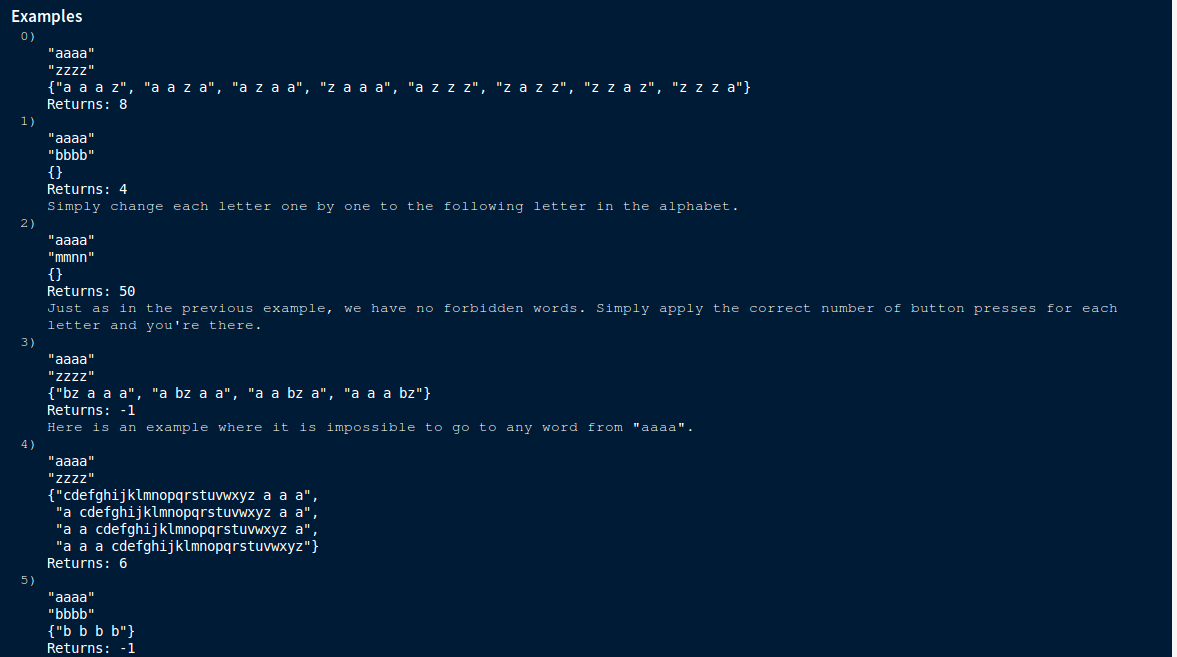 Examples
0)
"aaaa"
"zzzz"
{"a a a z", "a a z a", "a z a a", "z a a a", "a z z z", "z a z z", "z z a z", "z z z a"}
Returns: 8
1)
"aaaa"
"bbbb"
{}
Returns: 4
Simply change each letter one by one to the following letter in the alphabet.
2)
"aaaa"
"mmnn"
{}
Returns: 50
Just as in the previous example, we have no forbidden words. Simply apply the correct number of button presses for each
letter and you're there.
3)
"aaaa"
"zzzz"
{"bz a a a", "a bz a a", "a a bz a", "a a a bz"}
Returns: -1
Here is an example where it is impossible to go to any word from "aaaa".
4)
"aaaa"
"zzzz"
{"cdefghijklmnopqrstuvwxyz a a a",
"a cdefghijklmnopqrstuvwxyz a a",
"a a cdefghijklmnopqrstuvwxyz a",
"a a a cdefghijklmnopqrstuvwxyz"}
Returns: 6
5)
"aaaa"
"bbbb"
{"b b b b"}
Returns: -1